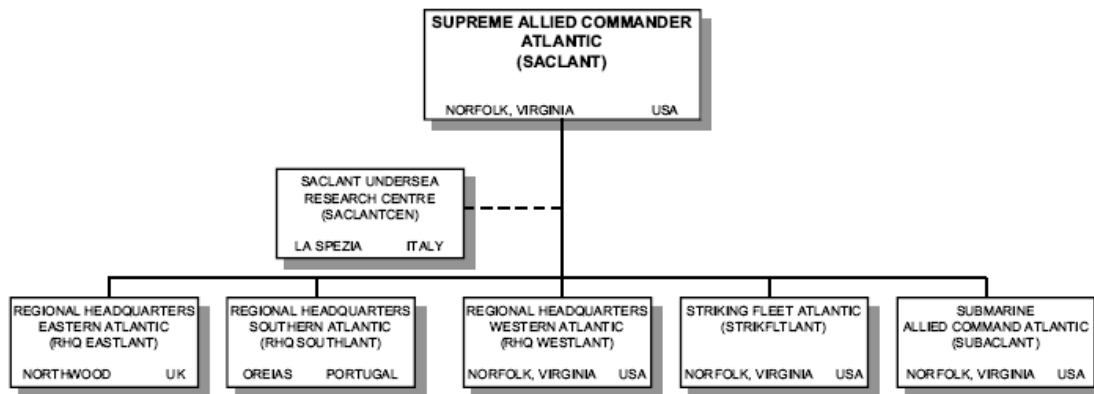 SUPREME ALLIED COMMANDER
ATLANTIC
(SACLANT)
NORFOLK, VIRGINIA USA
SACLANT UNDERSEA
RESEARCH CENTRE
(SACLANTCEN)
LA SPEZIA ITALY
REGIONAL HEADQUARTERS
EASTERN ATLANTIC
(RHQ EASTLANT)
NORTHWOOD UK
REGIONAL HEADQUARTERS
SOUTHERN ATLANTIC
(RHQ SOUTHLANT)
OREIAS PORTUGAL
REGIONAL HEADQUARTERS
WESTERN ATLANTIC
(RHQ WESTLANT)
NORFOLK, VIRGINIA USA
STRIKING FLEET ATLANTIC
(STRIKFLTLANT)
NORFOLK, VIRGINIA USA
SUBMARINE
ALLIED COMMAND ATLANTIC
(SUBACLANT)
NORFOLK, VIRGINIA USA